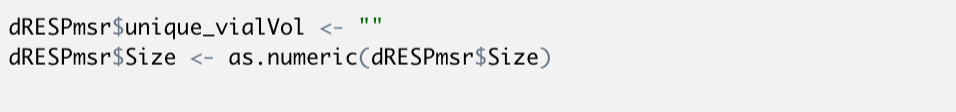 dRESPmsr$unique_vialVol <- ""
dRESPmsr$Size <- as.numeric(dRESPmsr$Size)